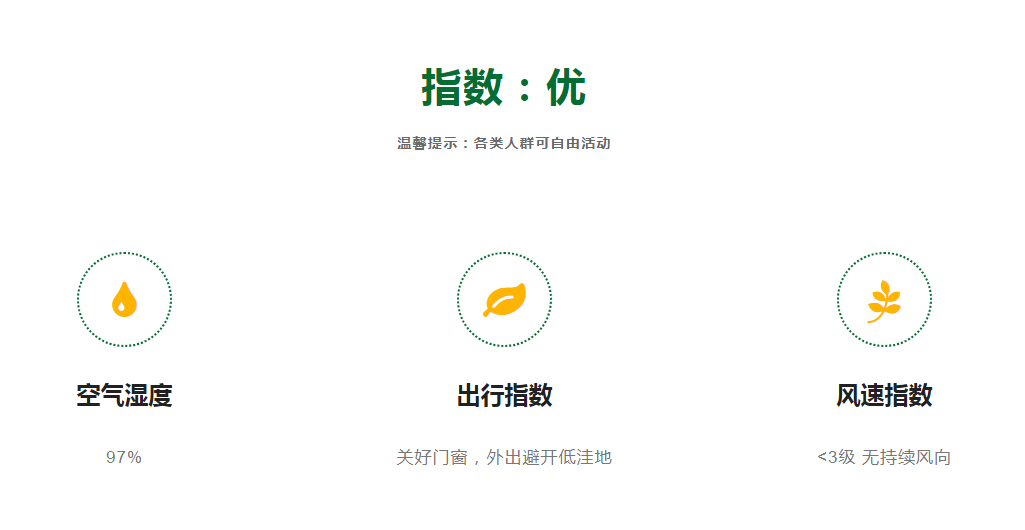 指数：优
温馨提示：各类人群可自由活动
空气湿度
97%
出行指数
关好门窗，外出避开低洼地
风速指数
<3级 无持续风向